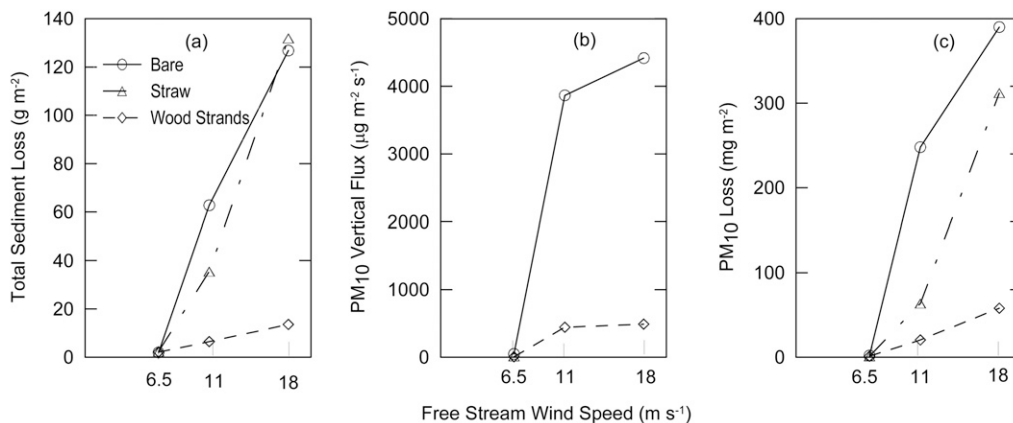 Total Sediment Loss (g m⁻²)
140
120
100
80
60
40
20
0
(a)
Bare
Straw
Wood Strands
6.5 11 18
PM₁₀ Vertical Flux (μg m⁻² s⁻¹)
5000
4000
3000
2000
1000
0
(b)
6.5 11 18
PM₁₀ Loss (mg m⁻²)
400
300
200
100
0
(c)
6.5 11 18
Free Stream Wind Speed (m s⁻¹)